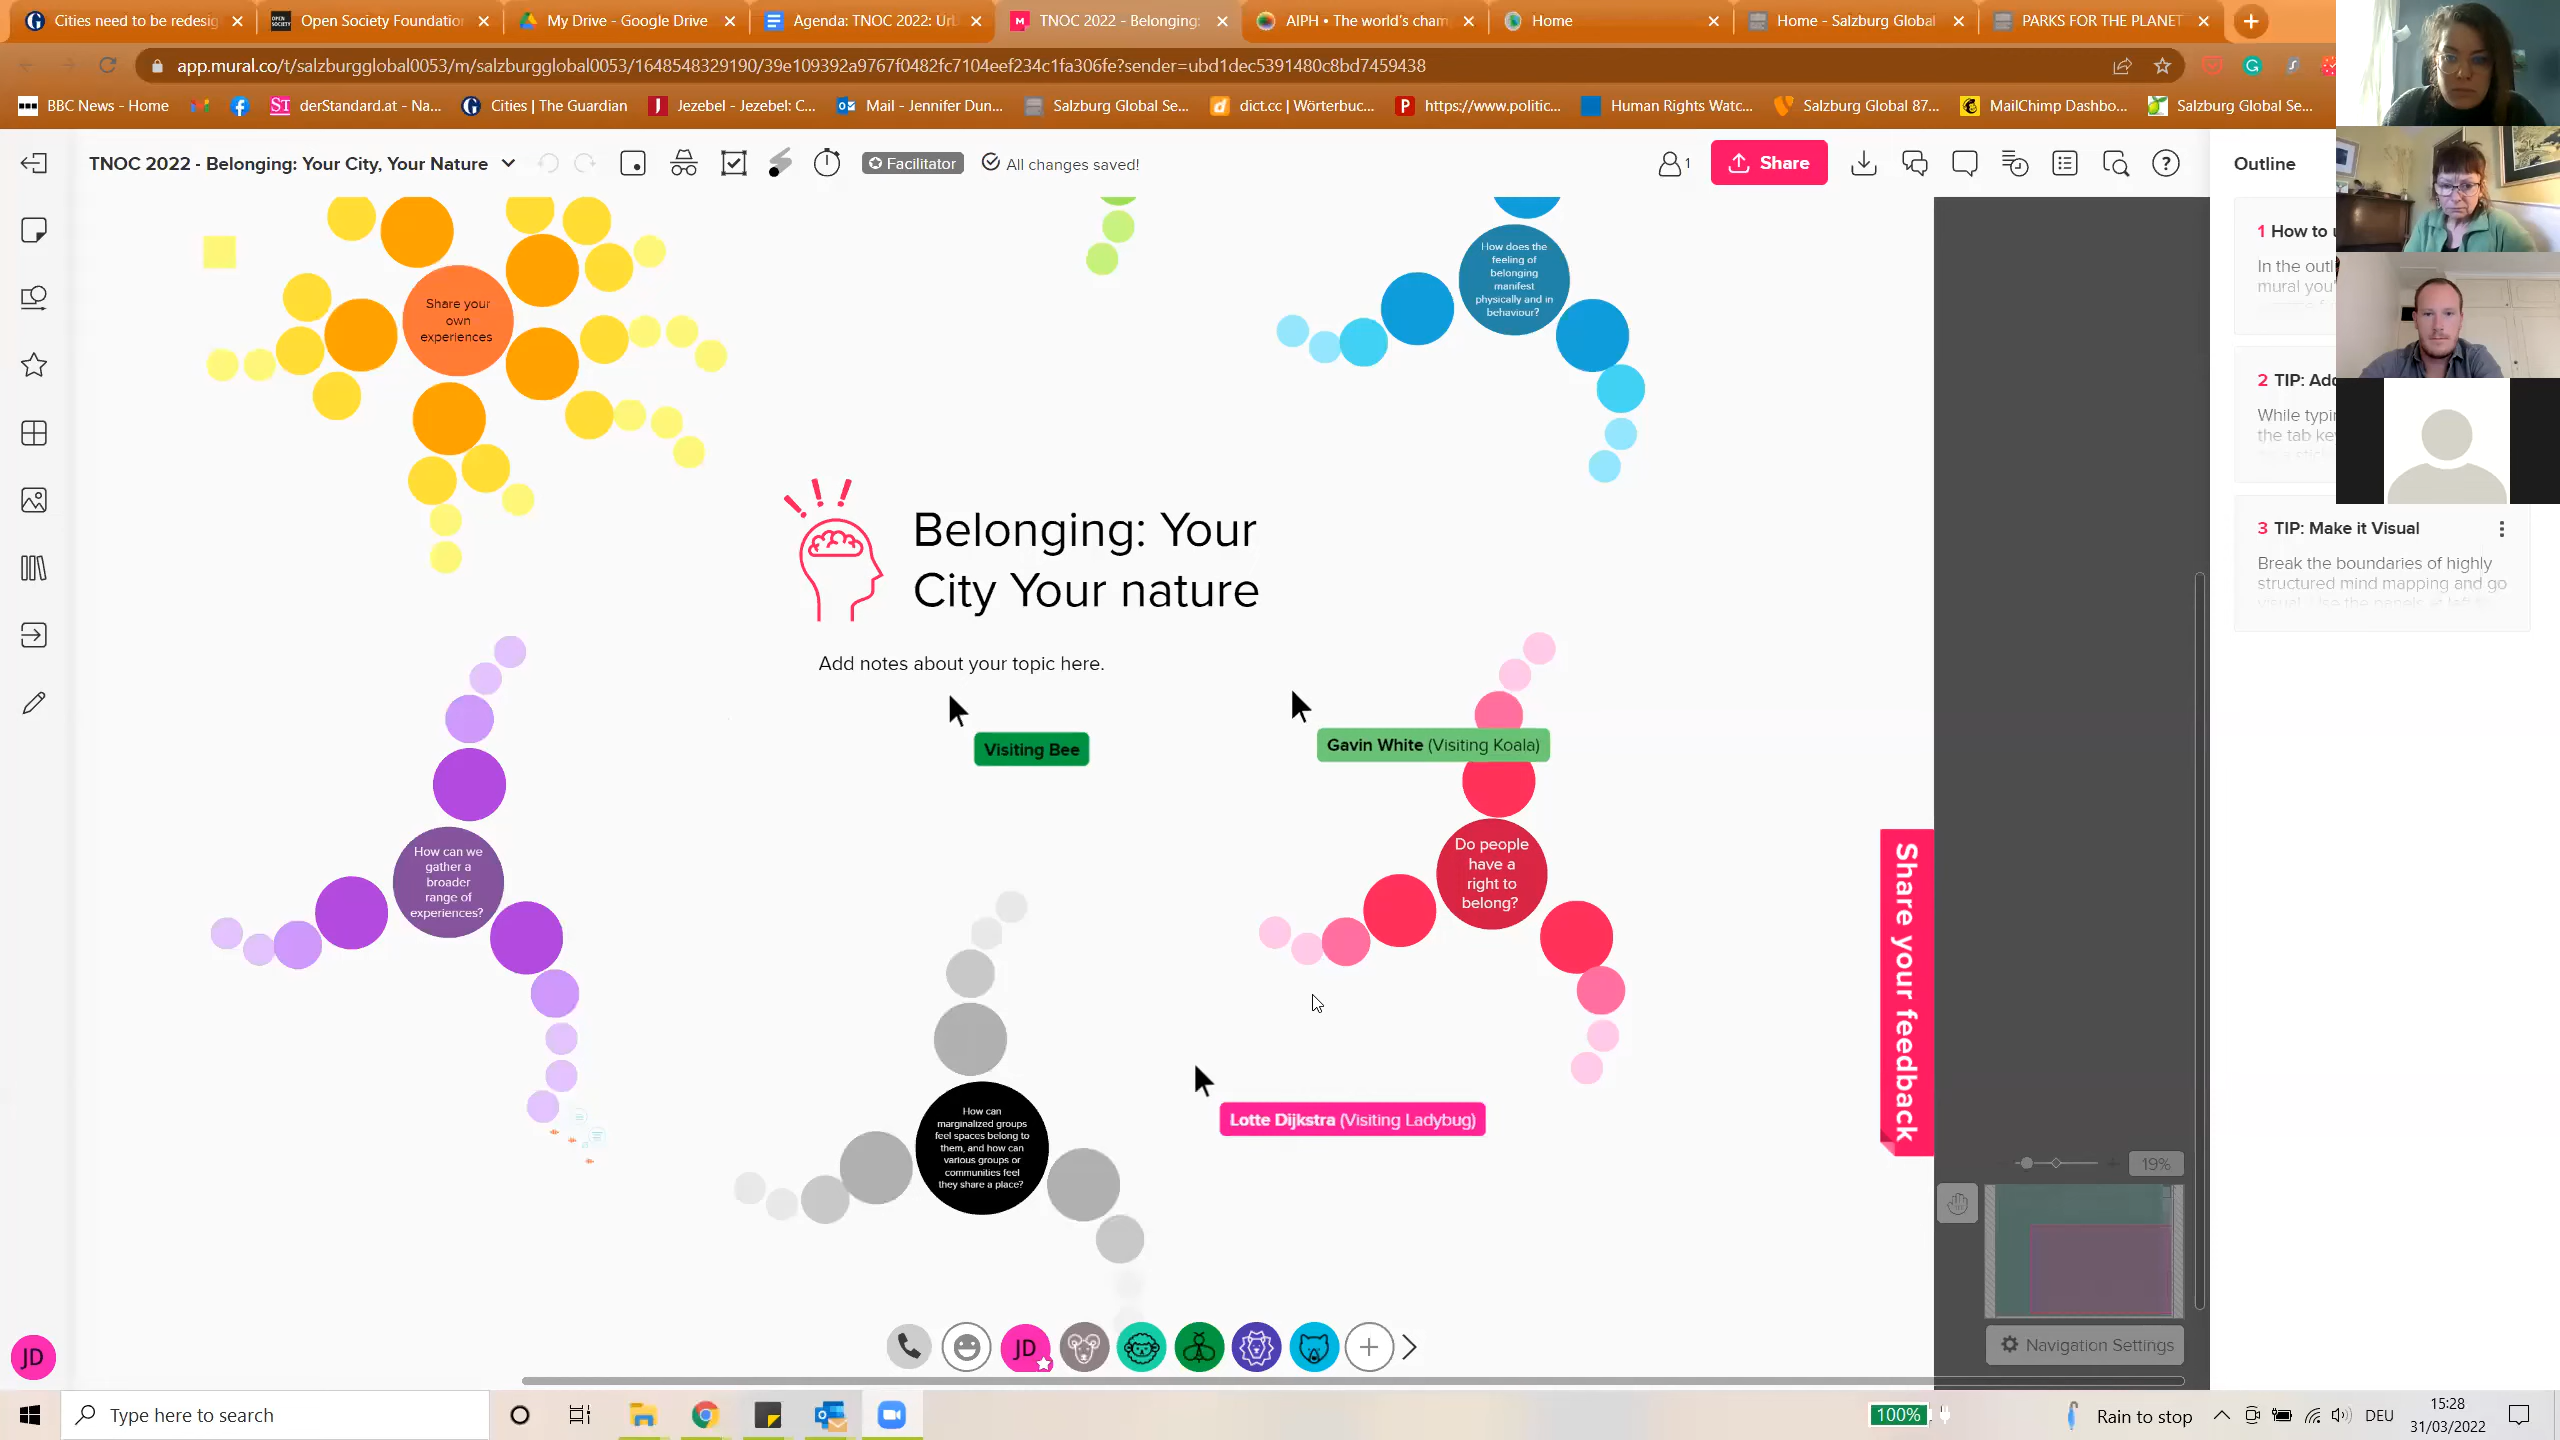 Cities need to be redesig
Open Society Foundatio
My Drive - Google Drive
Agenda: TNOC 2022: Ur
TNOC 2022 - Belonging:
AIPH • The world's cham
Home
Home - Salzburg Global
PARKS FOR THE PLANET
app.mural.co/t/salzburgglobal0053/m/salzburgglobal0053/1648548329190/39e109392a9767f0482fc7104eef234c1fa306fe?sender=ubd1dec5391480c8bd7459438
BBC News - Home
derStandard.at - Na...
Cities | The Guardian
Jezebel - Jezebel: C...
Mail - Jennifer Dun...
Salzburg Global Se...
dict.cc | Wörterbuc...
https://www.politic...
Human Rights Watc...
Salzburg Global 87...
MailChimp Dashbo...
Salzburg Global Se...
TNOC 2022 - Belonging: Your City, Your Nature
Facilitator
All changes saved!
1
Share
Outline
1 How to
In the outl
mural you'
2 TIP: Add
While typin
the tab ke
3 TIP: Make it Visual
Break the boundaries of highly
structured mind mapping and go
Share your
own
experiences
How does the
feeling of
belonging
manifest
physically and in
behaviour?
Belonging: Your
City Your nature
Add notes about your topic here.
Visiting Bee
Gavin White (Visiting Koala)
How can we
gather a
broader
range of
experiences?
Do people
have a
right to
belong?
Share your feedback
How can
marginalized groups
feel spaces belong to
them, and how can
various groups or
communities feel
they share a place?
Lotte Dijkstra (Visiting Ladybug)
19%
Navigation Settings
JD
JD
Type here to search
100%
Rain to stop
DEU
15:28
31/03/2022